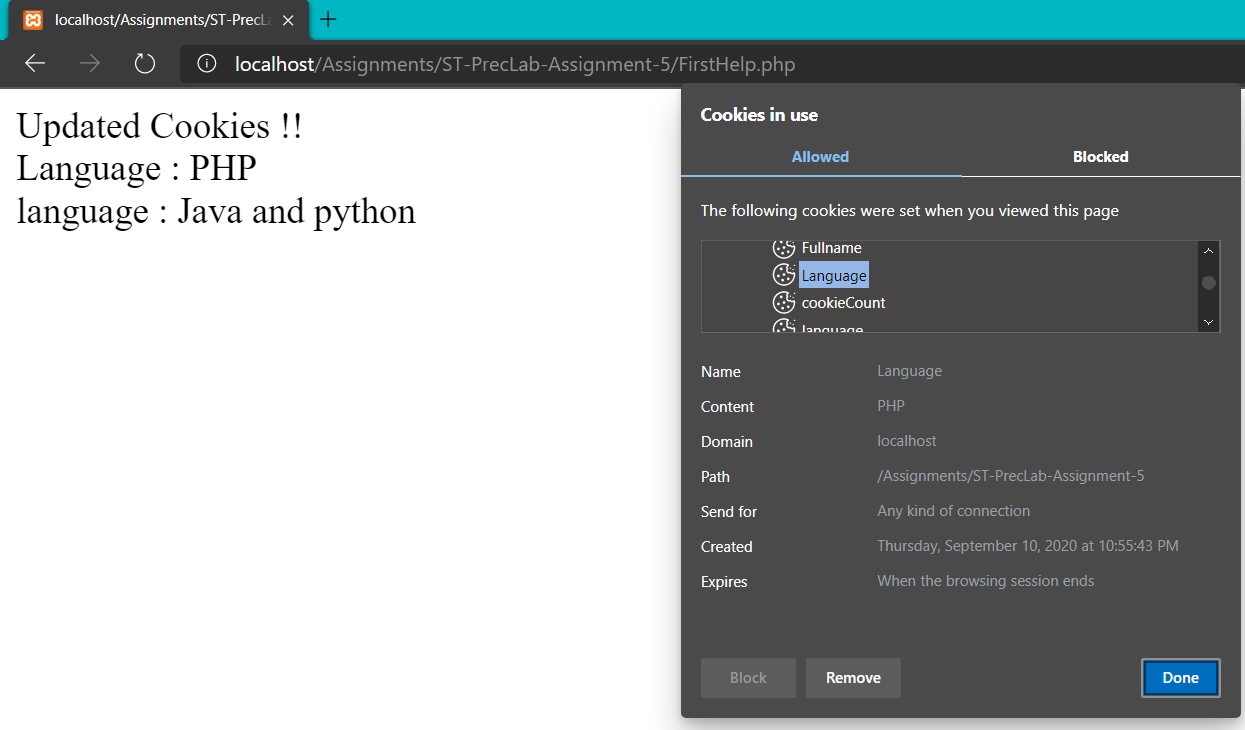 localhost/Assignments/ST-PrecLa
localhost/Assignments/ST-PrecLab-Assignment-5/FirstHelp.php
Updated Cookies !!
Language : PHP
language : Java and python
Cookies in use
Allowed Blocked
The following cookies were set when you viewed this page
Fullname
Language
cookieCount
language
Name Language
Content PHP
Domain localhost
Path /Assignments/ST-PrecLab-Assignment-5
Send for Any kind of connection
Created Thursday, September 10, 2020 at 10:55:43 PM
Expires When the browsing session ends
Block Remove Done